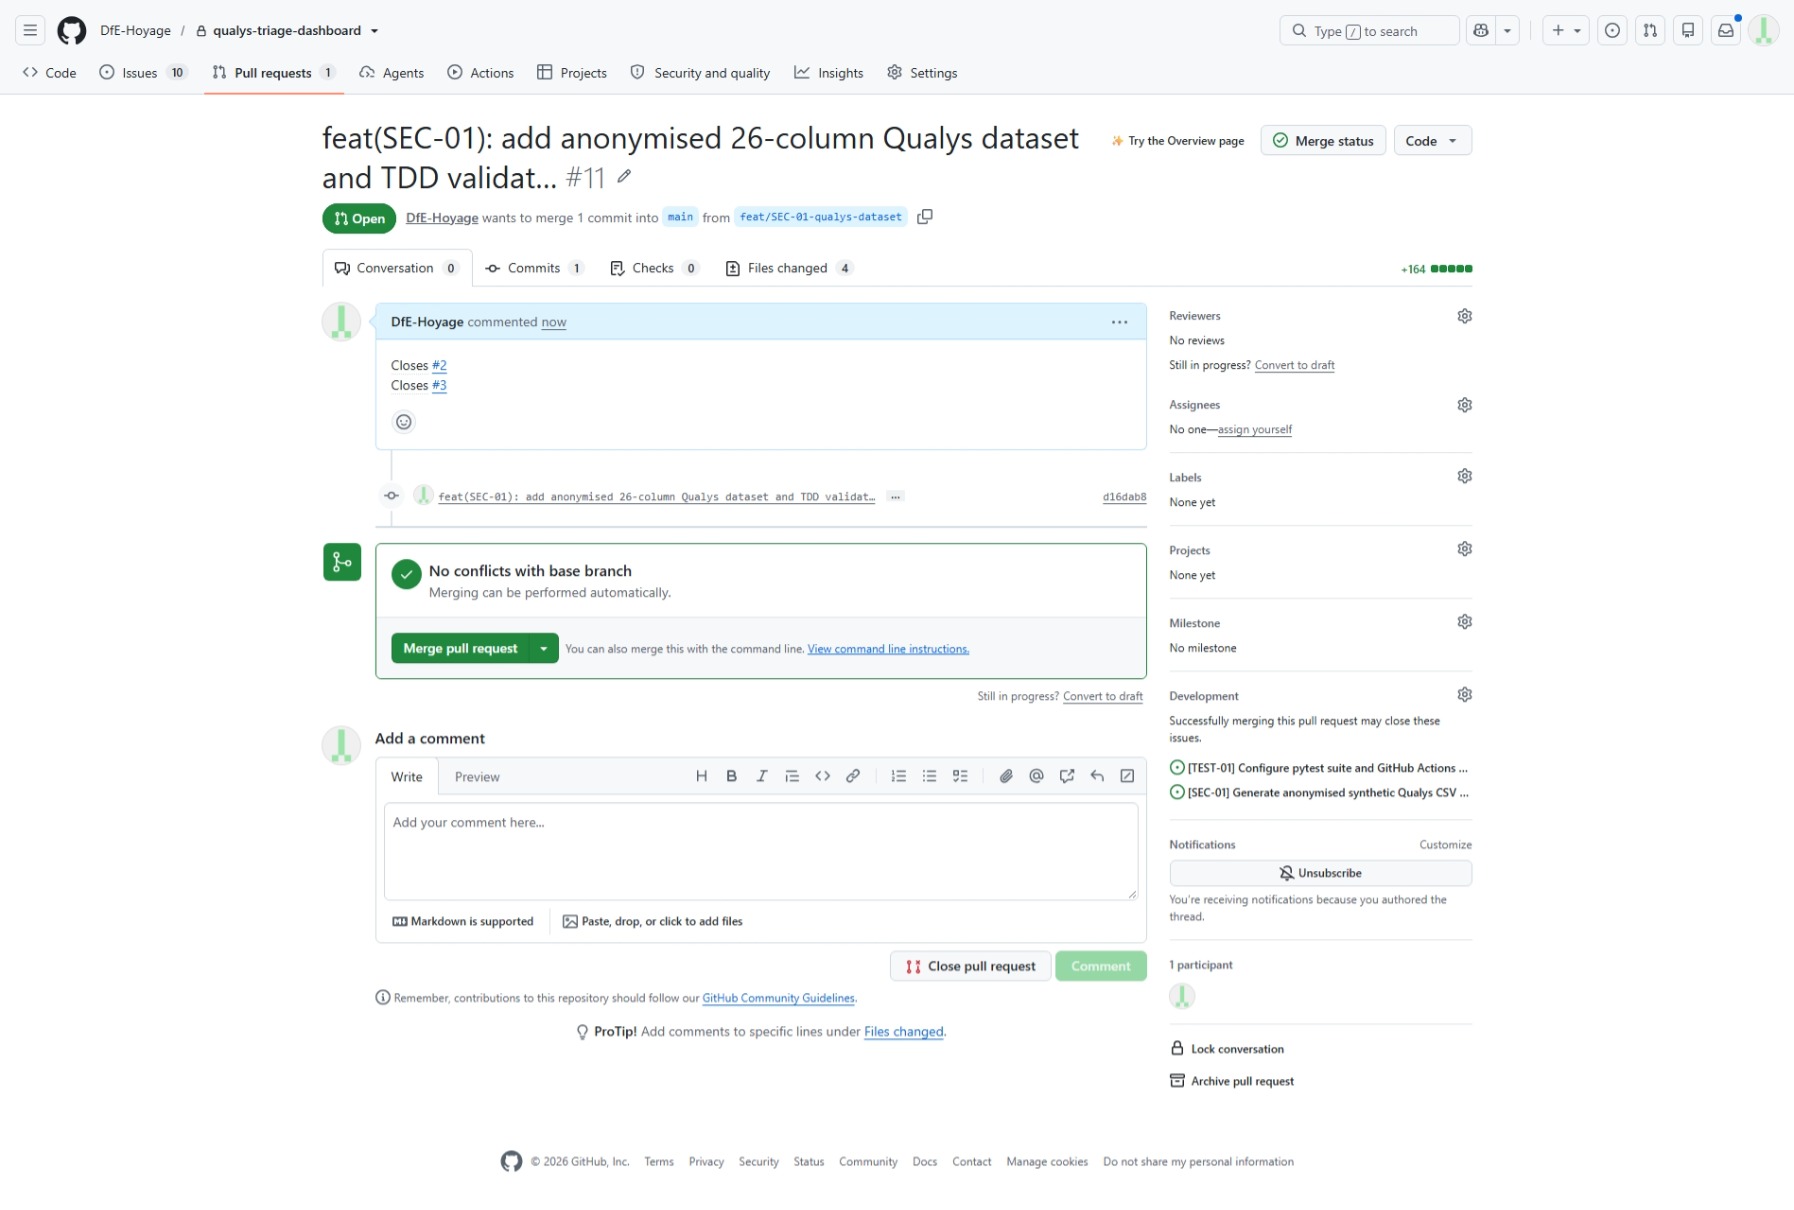 DfE-Hoyage / qualys-triage-dashboard
Type / to search
Code
Issues 10
Pull requests 1
Agents
Actions
Projects
Security and quality
Insights
Settings
feat(SEC-01): add anonymised 26-column Qualys dataset
and TDD validat... #11
Try the Overview page
Merge status
Code
Open
DfE-Hoyage wants to merge 1 commit into main from feat/SEC-01-qualys-dataset
Conversation 0
Commits 1
Checks 0
Files changed 4
+164
DfE-Hoyage commented now
Closes #2
Closes #3
feat(SEC-01): add anonymised 26-column Qualys dataset and TDD validat… ...
d16dab8
No conflicts with base branch
Merging can be performed automatically.
Merge pull request
You can also merge this with the command line. View command line instructions.
Still in progress? Convert to draft
Add a comment
Write
Preview
Add your comment here...
Markdown is supported
Paste, drop, or click to add files
Close pull request
Comment
Remember, contributions to this repository should follow our GitHub Community Guidelines.
ProTip! Add comments to specific lines under Files changed.
Reviewers
No reviews
Still in progress? Convert to draft
Assignees
No one—assign yourself
Labels
None yet
Projects
None yet
Milestone
No milestone
Development
Successfully merging this pull request may close these
issues.
[TEST-01] Configure pytest suite and GitHub Actions ...
[SEC-01] Generate anonymised synthetic Qualys CSV ...
Notifications
Customize
Unsubscribe
You're receiving notifications because you authored the
thread.
1 participant
Lock conversation
Archive pull request
© 2026 GitHub, Inc. Terms Privacy Security Status Community Docs Contact Manage cookies Do not share my personal information